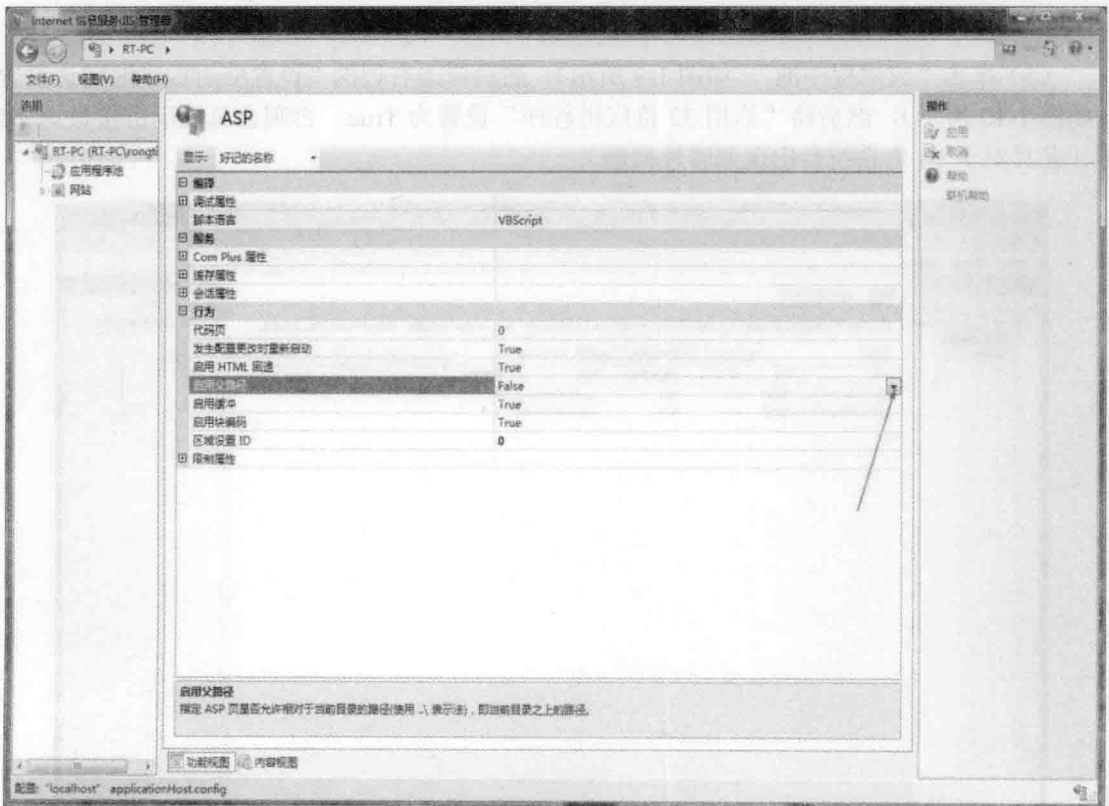 Internet 信息服务(IIS)管理器
RT-PC
文件(F) 视图(V) 帮助(H)
连接
RT-PC (RT-PC\rongti
应用程序池
网站
ASP
显示: 好记的名称
编译
调试属性
脚本语言 VBScript
服务
Com Plus 属性
缓存属性
会话属性
行为
代码页 0
发生配置更改时重新启动 True
启用 HTML 回退 True
启用父路径 False
启用缓冲 True
启用块编码 True
区域设置 ID 0
限制属性
启用父路径
指定 ASP 页是否允许相对于当前目录的路径(使用 ..\ 表示法)，即当前目录之上的路径。
功能视图 内容视图
操作
应用
取消
帮助
联机帮助
配置: "localhost" applicationHost.config